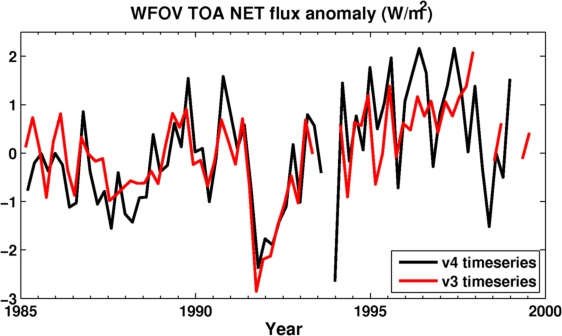 WFOV TOA NET flux anomaly (W/m²)
2
1
0
−1
−2
−3
1985 1990 1995 2000
Year
v4 timeseries
v3 timeseries